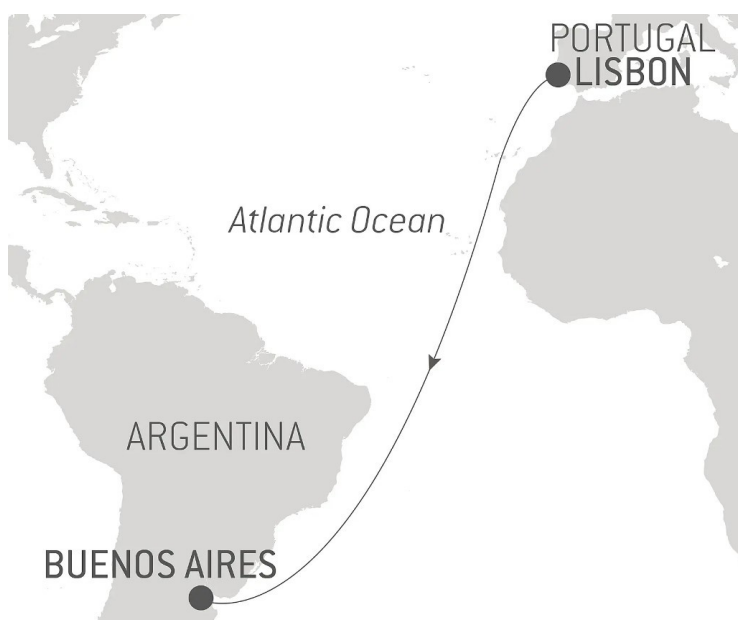 PORTUGAL
LISBON
Atlantic Ocean
ARGENTINA
BUENOS AIRES